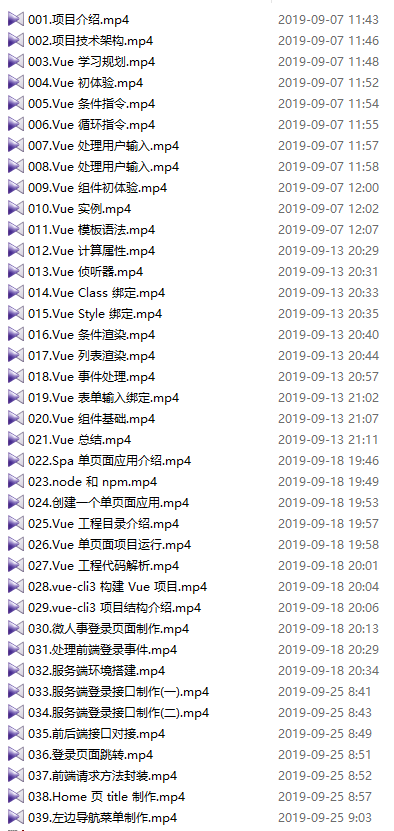 001.项目介绍.mp4 2019-09-07 11:43
002.项目技术架构.mp4 2019-09-07 11:46
003.Vue 学习规划.mp4 2019-09-07 11:48
004.Vue 初体验.mp4 2019-09-07 11:52
005.Vue 条件指令.mp4 2019-09-07 11:54
006.Vue 循环指令.mp4 2019-09-07 11:55
007.Vue 处理用户输入.mp4 2019-09-07 11:57
008.Vue 处理用户输入.mp4 2019-09-07 11:58
009.Vue 组件初体验.mp4 2019-09-07 12:00
010.Vue 实例.mp4 2019-09-07 12:02
011.Vue 模板语法.mp4 2019-09-07 12:07
012.Vue 计算属性.mp4 2019-09-13 20:29
013.Vue 侦听器.mp4 2019-09-13 20:31
014.Vue Class 绑定.mp4 2019-09-13 20:33
015.Vue Style 绑定.mp4 2019-09-13 20:35
016.Vue 条件渲染.mp4 2019-09-13 20:40
017.Vue 列表渲染.mp4 2019-09-13 20:44
018.Vue 事件处理.mp4 2019-09-13 20:57
019.Vue 表单输入绑定.mp4 2019-09-13 21:02
020.Vue 组件基础.mp4 2019-09-13 21:07
021.Vue 总结.mp4 2019-09-13 21:11
022.Spa 单页面应用介绍.mp4 2019-09-18 19:46
023.node 和 npm.mp4 2019-09-18 19:49
024.创建一个单页面应用.mp4 2019-09-18 19:53
025.Vue 工程目录介绍.mp4 2019-09-18 19:57
026.Vue 单页面项目运行.mp4 2019-09-18 19:58
027.Vue 工程代码解析.mp4 2019-09-18 20:01
028.vue-cli3 构建 Vue 项目.mp4 2019-09-18 20:04
029.vue-cli3 项目结构介绍.mp4 2019-09-18 20:06
030.微人事登录页面制作.mp4 2019-09-18 20:13
031.处理前端登录事件.mp4 2019-09-18 20:29
032.服务端环境搭建.mp4 2019-09-18 20:34
033.服务端登录接口制作(一).mp4 2019-09-25 8:41
034.服务端登录接口制作(二).mp4 2019-09-25 8:43
035.前后端接口对接.mp4 2019-09-25 8:49
036.登录页面跳转.mp4 2019-09-25 8:51
037.前端请求方法封装.mp4 2019-09-25 8:52
038.Home 页 title 制作.mp4 2019-09-25 8:57
039.左边导航菜单制作.mp4 2019-09-25 9:03